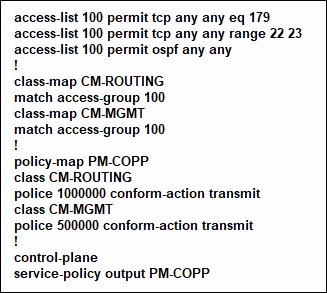 access-list 100 permit tcp any any eq 179
access-list 100 permit tcp any any range 22 23
access-list 100 permit ospf any any
!
class-map CM-ROUTING
match access-group 100
class-map CM-MGMT
match access-group 100
!
policy-map PM-COPP
class CM-ROUTING
police 1000000 conform-action transmit
class CM-MGMT
police 500000 conform-action transmit
!
control-plane
service-policy output PM-COPP